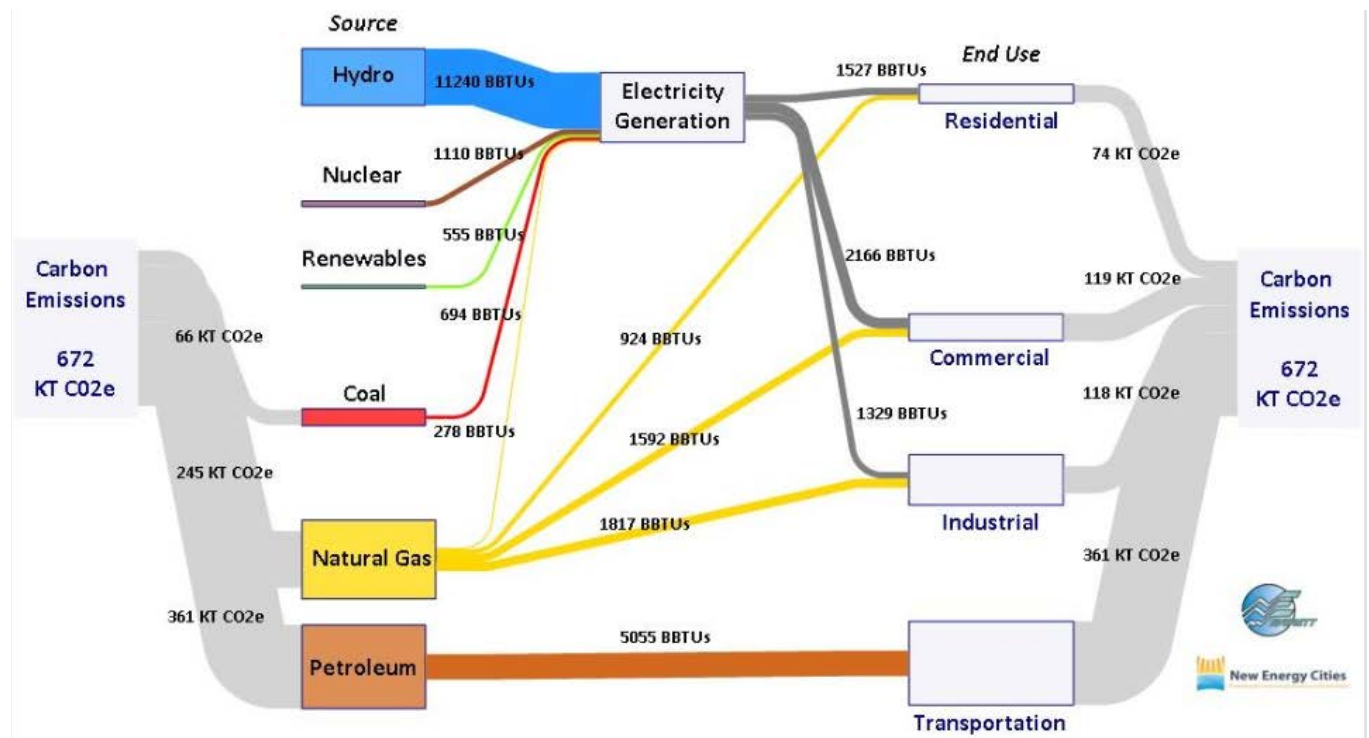 Source
Hydro
11240 BBTUs
Electricity
Generation
1527 BBTUs
End Use
Residential
74 KT CO2e
1110 BBTUs
Nuclear
555 BBTUs
Renewables
694 BBTUs
Carbon
Emissions
672
KT C02e
66 KT CO2e
Coal
278 BBTUs
245 KT CO2e
Natural Gas
361 KT CO2e
Petroleum
924 BBTUs
2166 BBTUs
1592 BBTUs
1329 BBTUs
1817 BBTUs
5055 BBTUs
Commercial
119 KT CO2e
Industrial
118 KT CO2e
Transportation
361 KT CO2e
Carbon
Emissions
672
KT CO2e
New Energy Cities